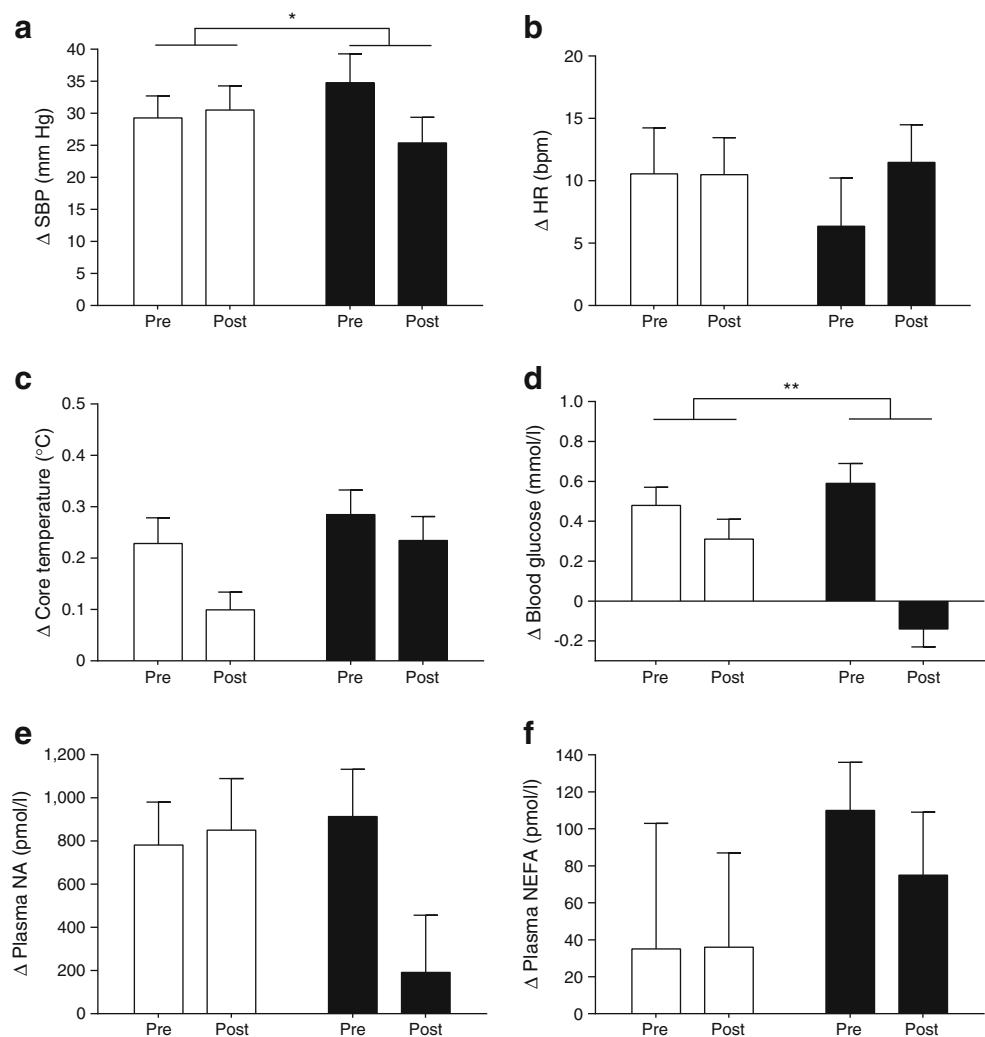 a
*
Δ SBP (mm Hg)
40
35
30
25
20
15
10
5
0
Pre Post Pre Post
b
Δ HR (bpm)
20
15
10
5
0
Pre Post Pre Post
c
Δ Core temperature (°C)
0.5
0.4
0.3
0.2
0.1
0
Pre Post Pre Post
d
**
Δ Blood glucose (mmol/l)
1.0
0.8
0.6
0.4
0.2
0
-0.2
Pre Post Pre Post
e
Δ Plasma NA (pmol/l)
1,200
1,000
800
600
400
200
0
Pre Post Pre Post
f
Δ Plasma NEFA (pmol/l)
140
120
100
80
60
40
20
0
Pre Post Pre Post